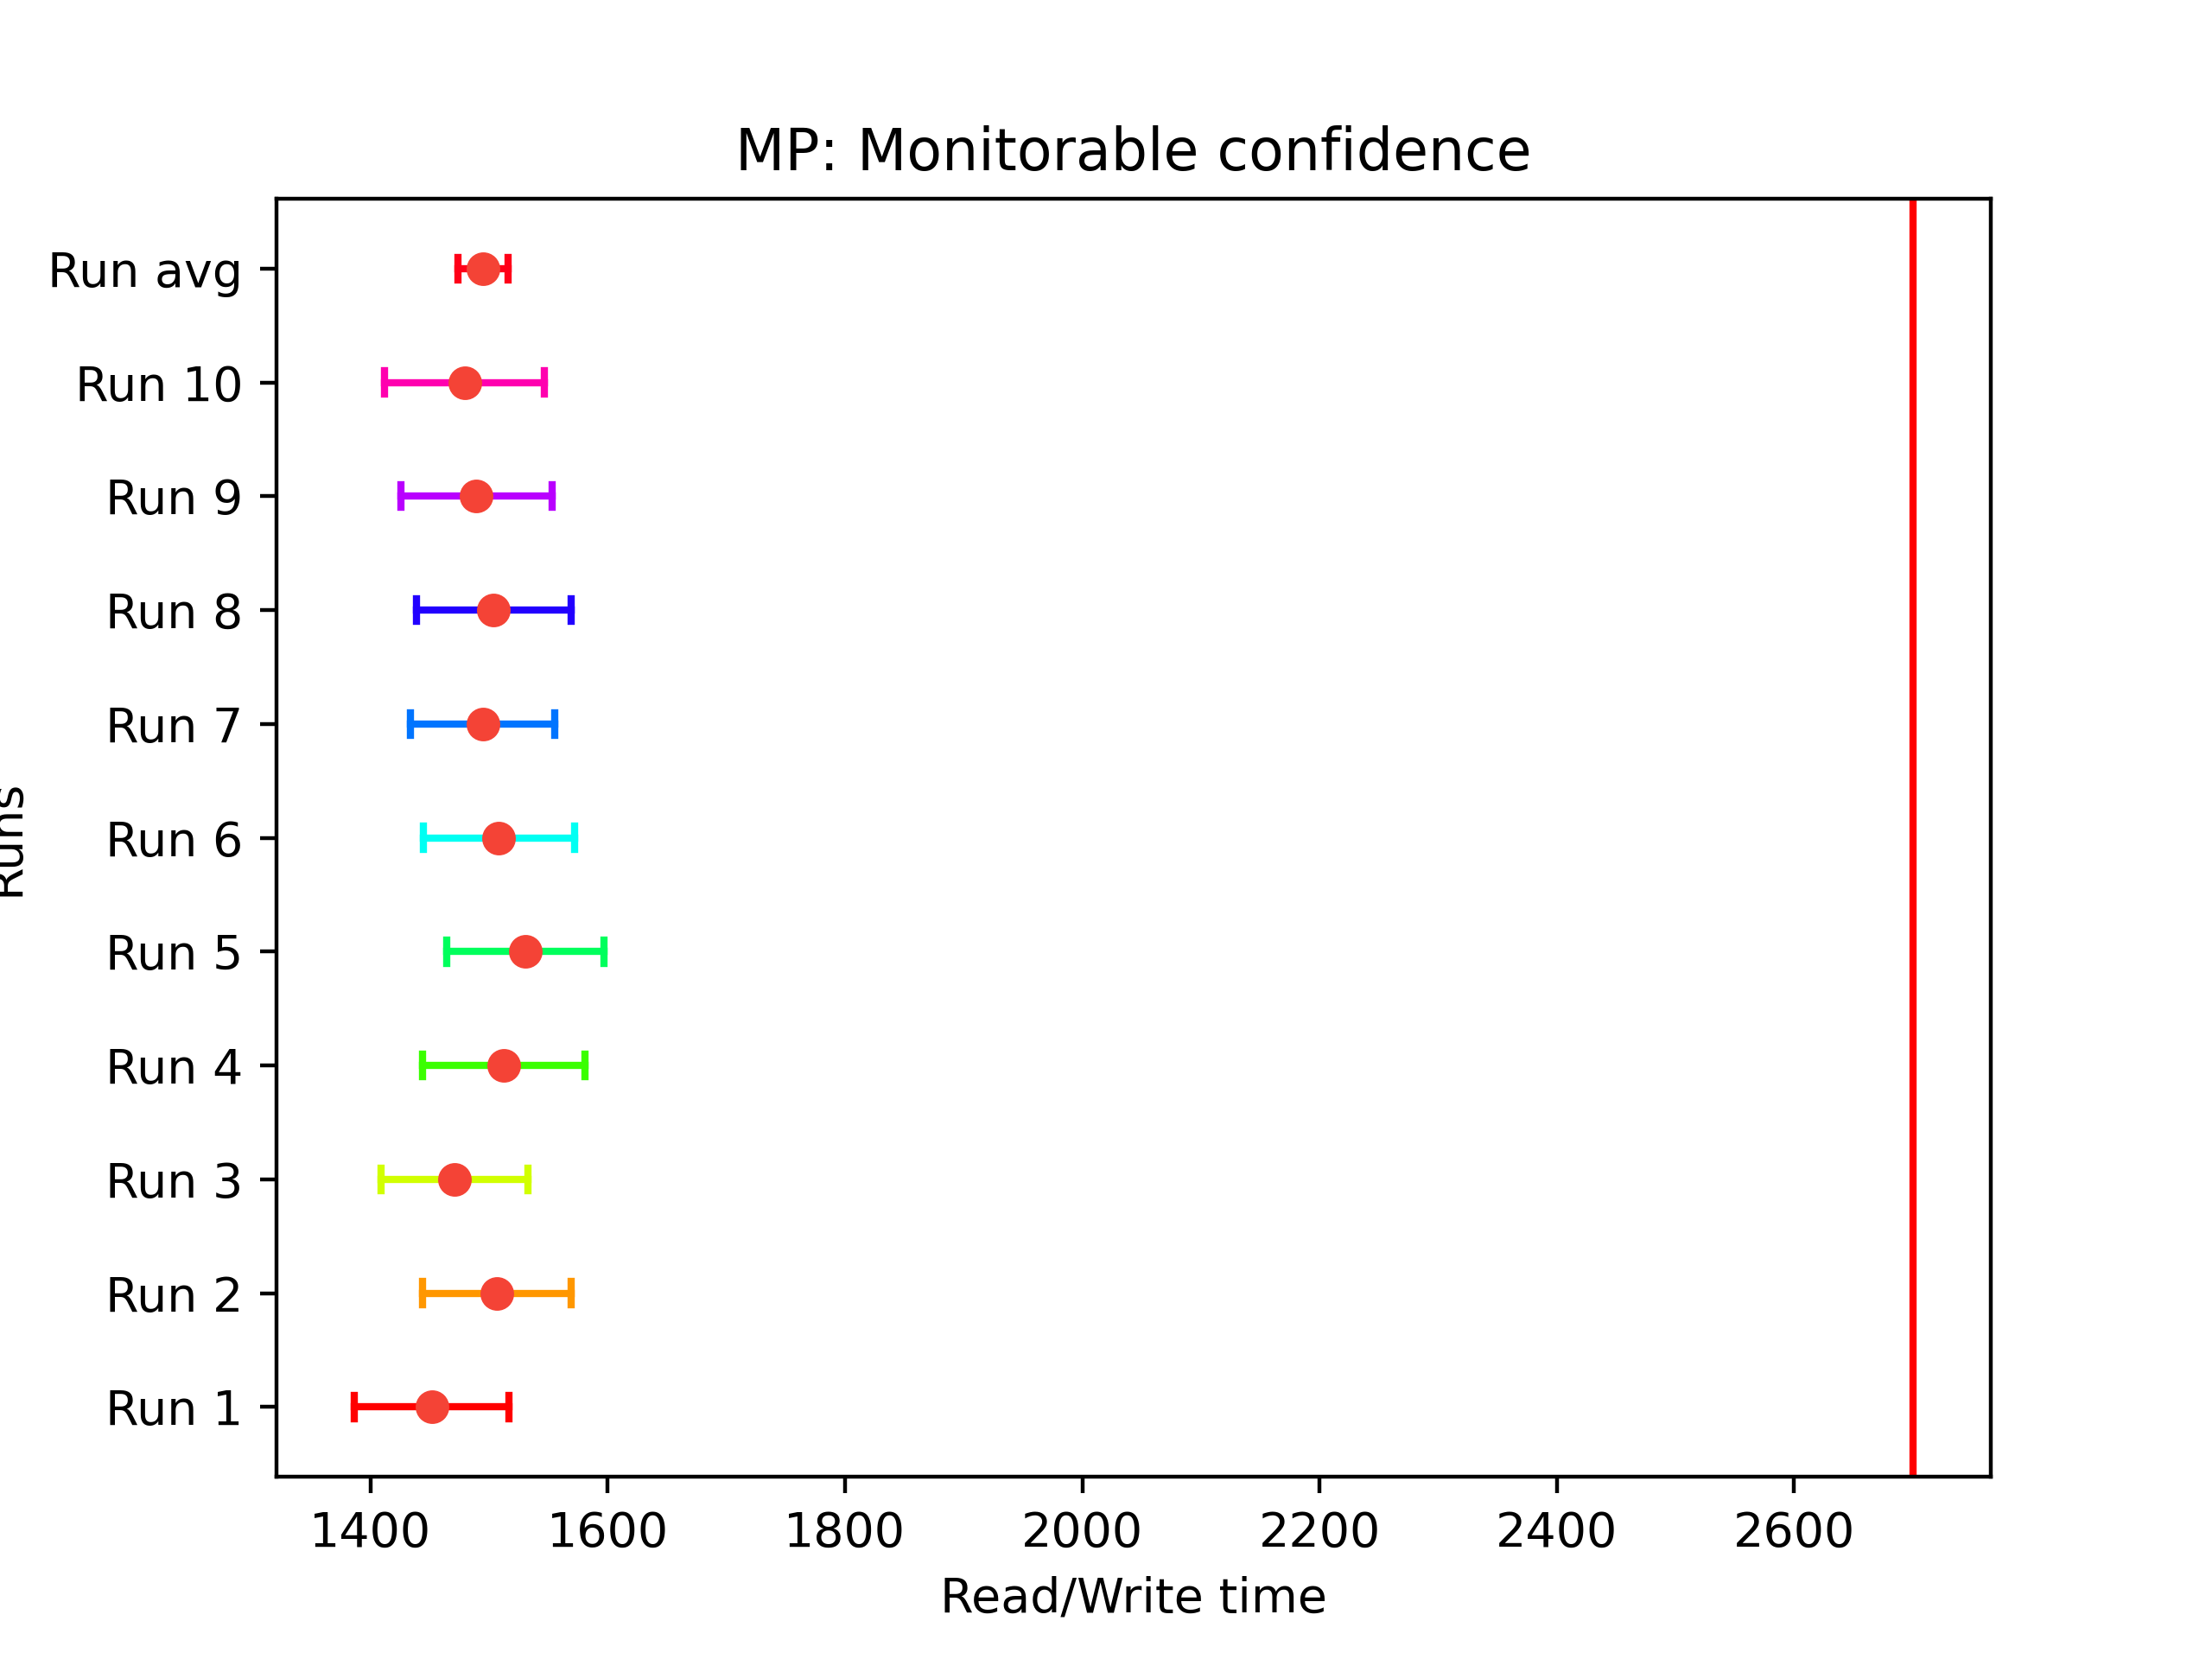 MP: Monitorable confidence
Run avg
Run 10
Run 9
Run 8
Run 7
Run 6
Run 5
Run 4
Run 3
Run 2
Run 1
Runs
1400 1600 1800 2000 2200 2400 2600
Read/Write time